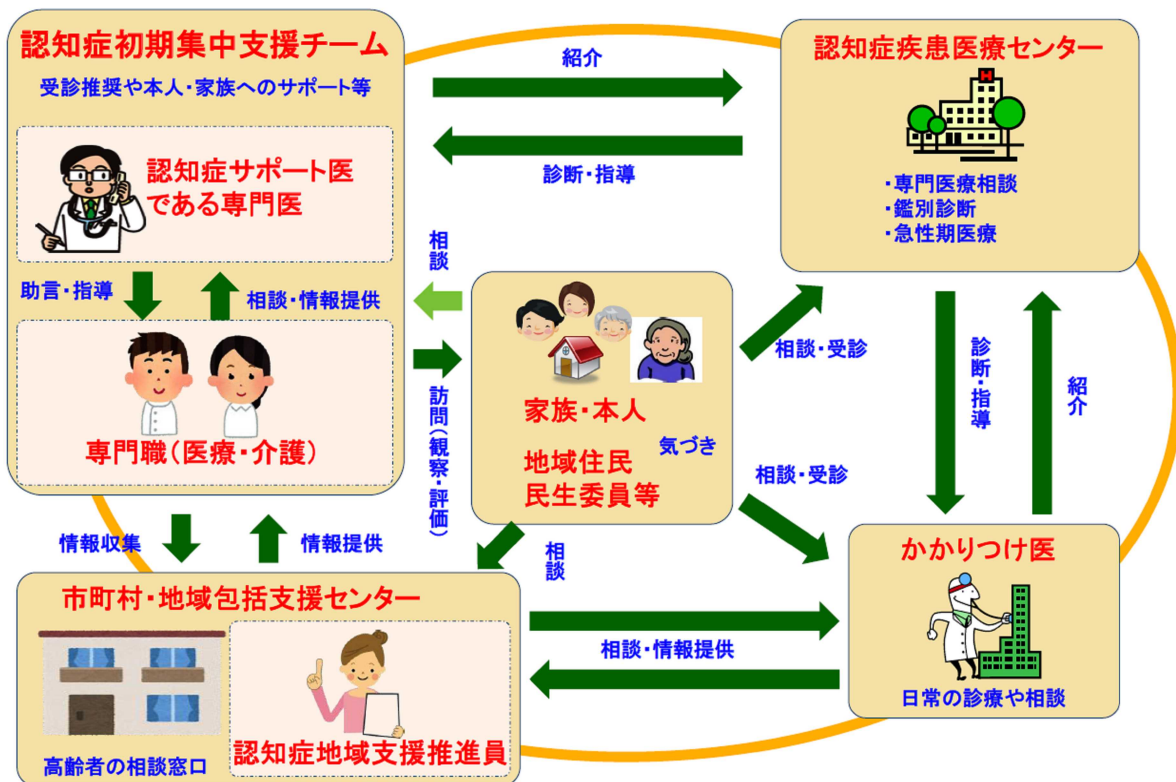 認知症初期集中支援チーム
受診推奨や本人・家族へのサポート等
認知症サポート医
である専門医
助言・指導
相談・情報提供
専門職(医療・介護)
紹介
診断・指導
認知症疾患医療センター
H
・専門医療相談
・鑑別診断
・急性期医療
相談
訪問(観察・評価)
家族・本人
気づき
地域住民
民生委員等
相談・受診
相談・受診
診断・指導
紹介
情報収集
情報提供
相談
市町村・地域包括支援センター
高齢者の相談窓口
認知症地域支援推進員
相談・情報提供
かかりつけ医
日常の診療や相談